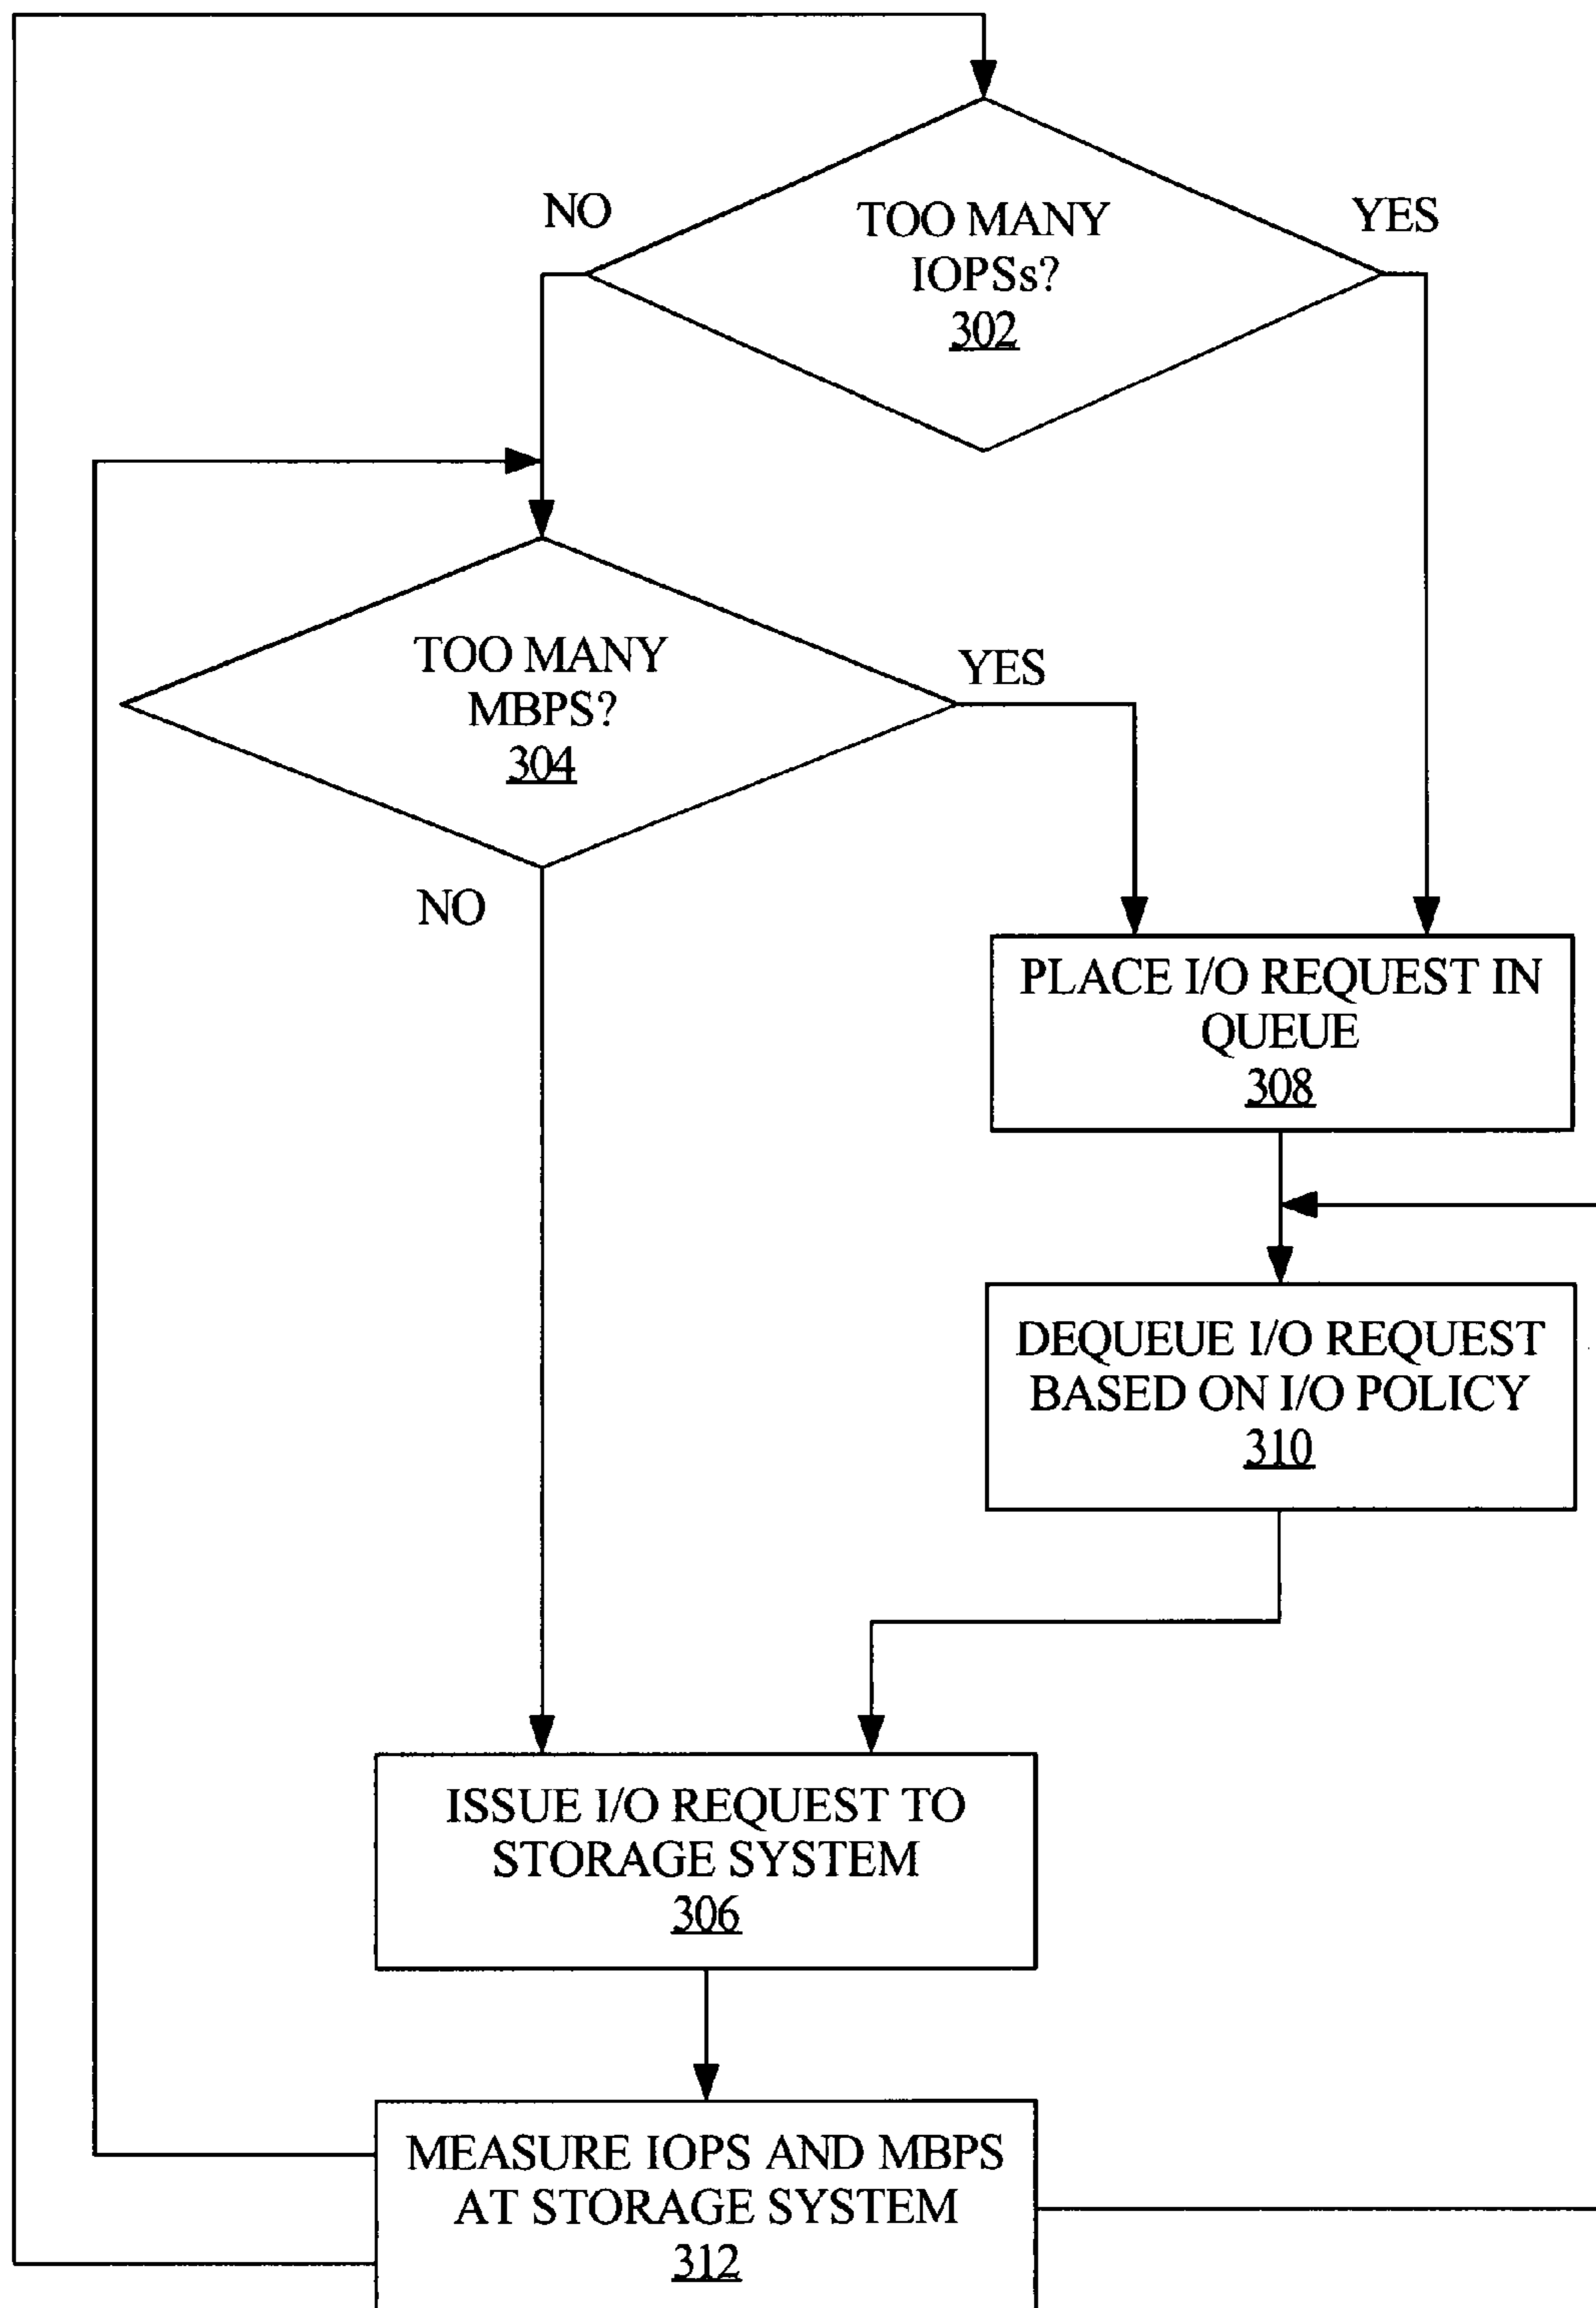 NO
TOO MANY
IOPSs?
302
YES
TOO MANY
MBPS?
304
YES
NO
PLACE I/O REQUEST IN
QUEUE
308
DEQUEUE I/O REQUEST
BASED ON I/O POLICY
310
ISSUE I/O REQUEST TO
STORAGE SYSTEM
306
MEASURE IOPS AND MBPS
AT STORAGE SYSTEM
312